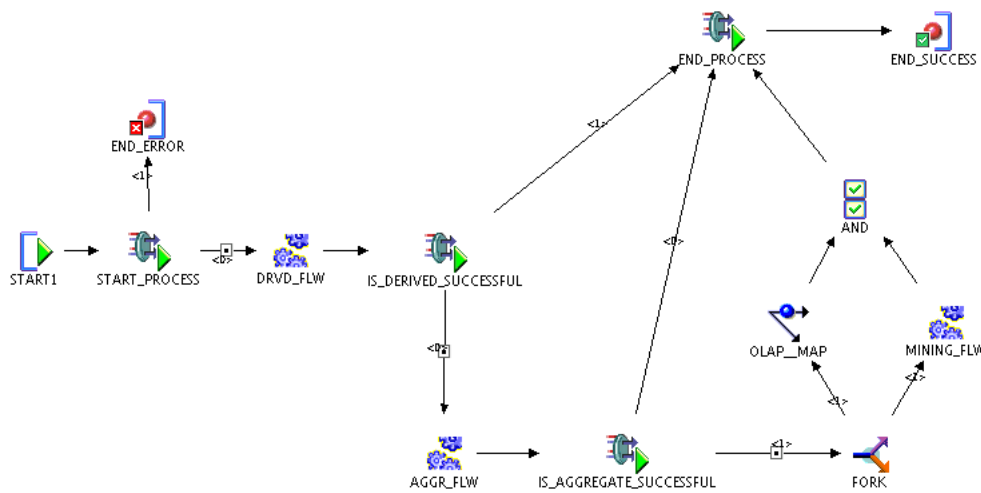 END_PROCESS
END_SUCCESS
END_ERROR
<1>
<1>
<0>
START1
START_PROCESS
<0>
DRVD_FLW
IS_DERIVED_SUCCESSFUL
AND
<0>
OLAP__MAP
MINING_FLW
<1>
<1>
<1>
AGGR_FLW
IS_AGGREGATE_SUCCESSFUL
FORK